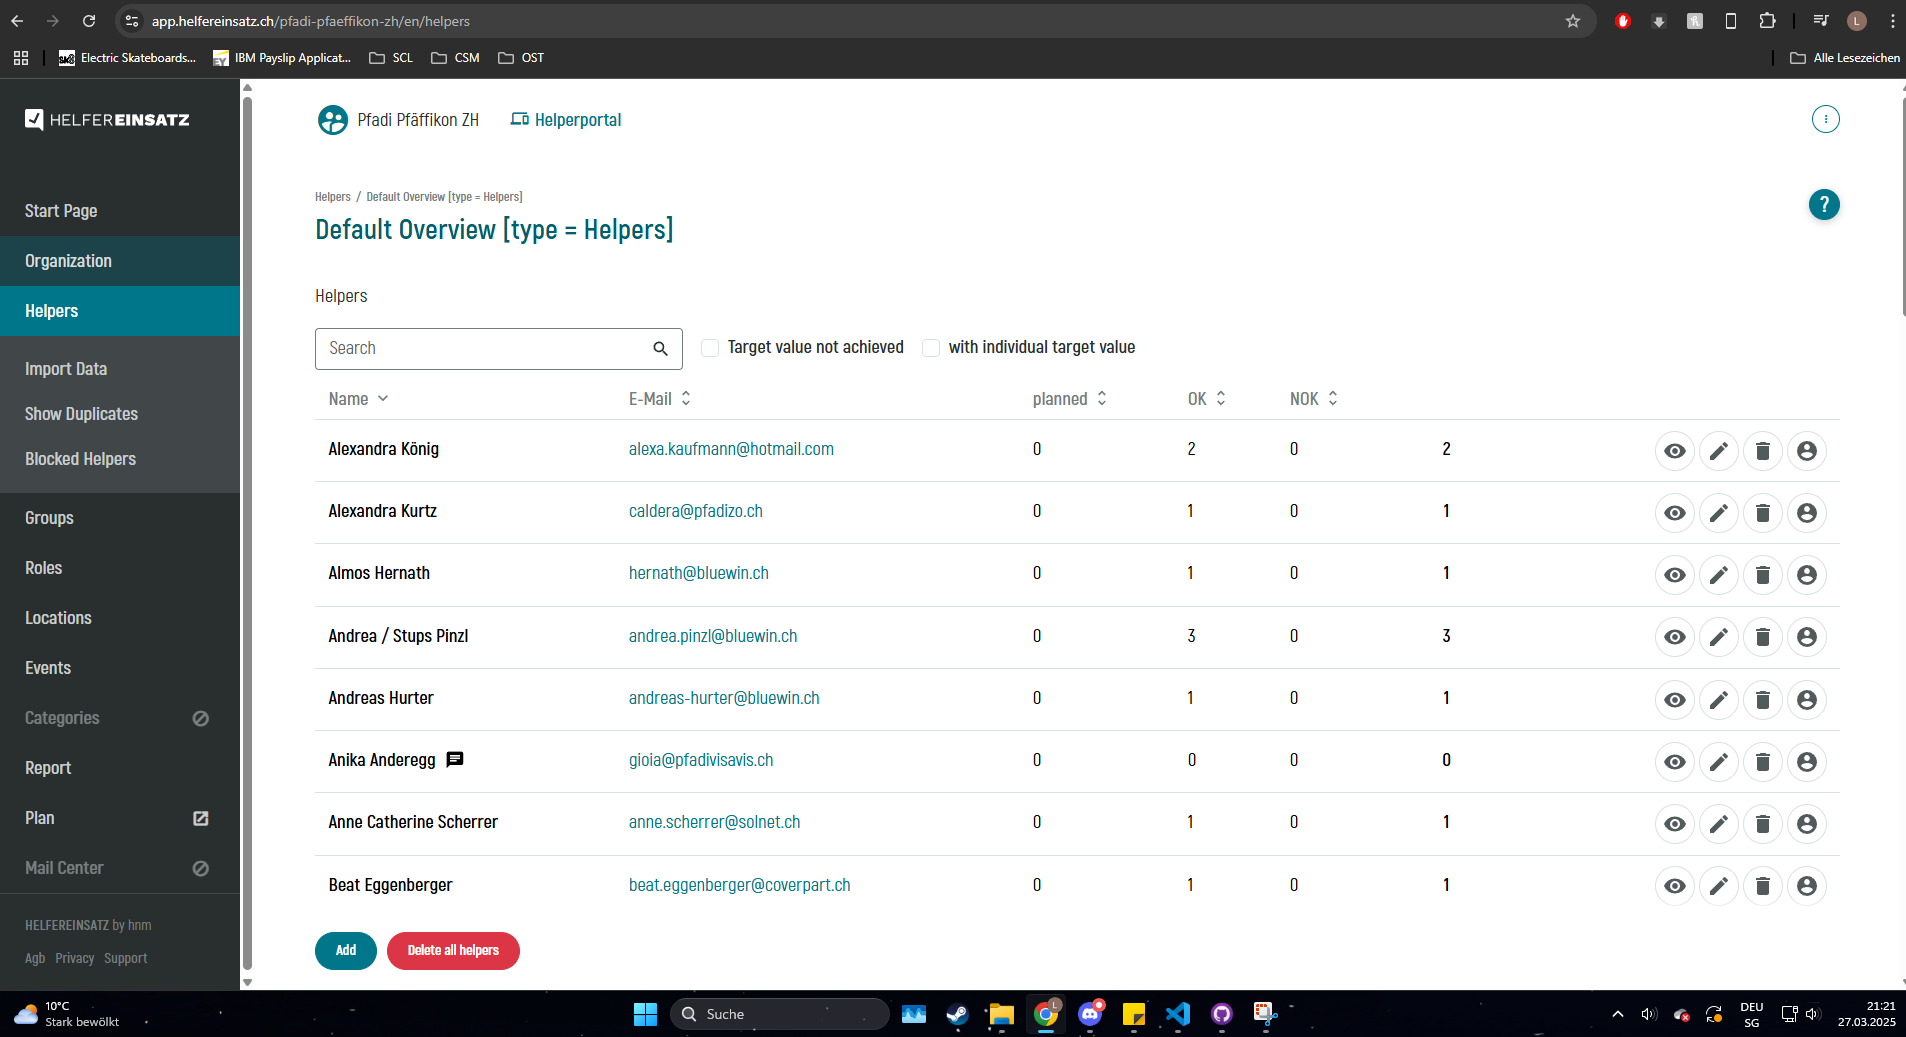 app.helfereinsatz.ch/pfadi-pfaeffikon-zh/en/helpers
L
Electric Skateboards...
IBM Payslip Applicat...
SCL
CSM
OST
Alle Lesezeichen
HELFEREINSATZ
Pfadi Pfäffikon ZH
Helperportal
Start Page
Organization
Helpers
Import Data
Show Duplicates
Blocked Helpers
Groups
Roles
Locations
Events
Categories
Report
Plan
Mail Center
HELFEREINSATZ by hnm
Agb Privacy Support
Helpers / Default Overview [type = Helpers]
Default Overview [type = Helpers]
?
Helpers
Search
Target value not achieved
with individual target value
Name E-Mail planned OK NOK
Alexandra König alexa.kaufmann@hotmail.com 0 2 0 2
Alexandra Kurtz caldera@pfadizo.ch 0 1 0 1
Almos Hernath hernath@bluewin.ch 0 1 0 1
Andrea / Stups Pinzl andrea.pinzl@bluewin.ch 0 3 0 3
Andreas Hurter andreas-hurter@bluewin.ch 0 1 0 1
Anika Anderegg gioia@pfadivisavis.ch 0 0 0 0
Anne Catherine Scherrer anne.scherrer@solnet.ch 0 1 0 1
Beat Eggenberger beat.eggenberger@coverpart.ch 0 1 0 1
Add
Delete all helpers
10°C
Stark bewölkt
Suche
L
DEU
SG
21:21
27.03.2025